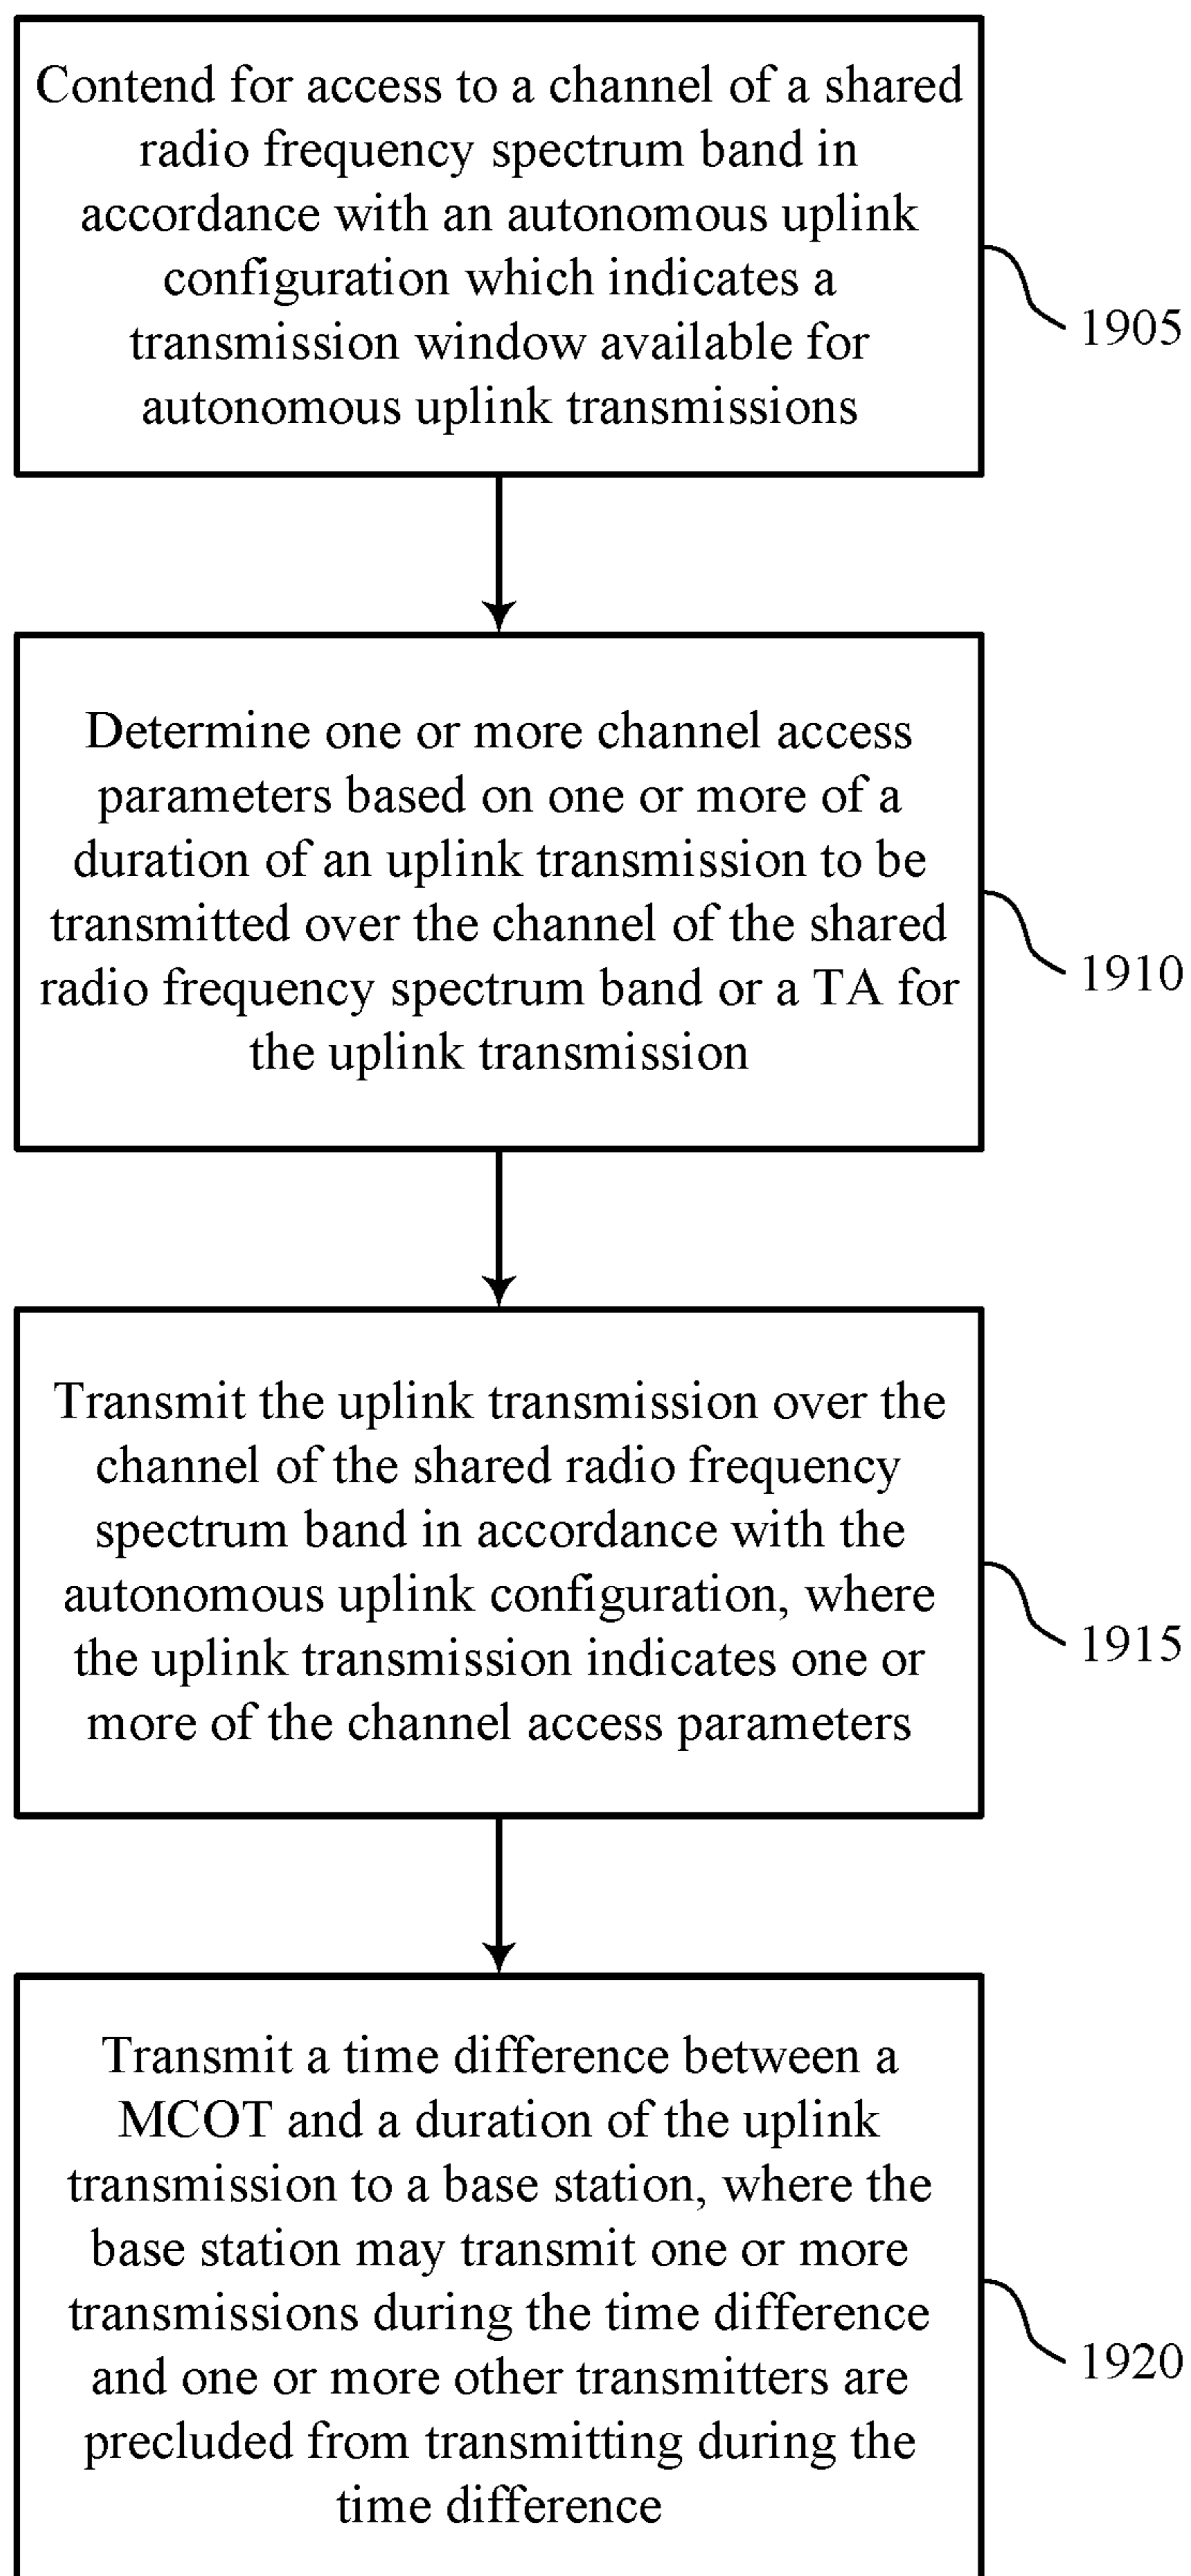 Contend for access to a channel of a shared
radio frequency spectrum band in
accordance with an autonomous uplink
configuration which indicates a
transmission window available for
autonomous uplink transmissions
1905
Determine one or more channel access
parameters based on one or more of a
duration of an uplink transmission to be
transmitted over the channel of the shared
radio frequency spectrum band or a TA for
the uplink transmission
1910
Transmit the uplink transmission over the
channel of the shared radio frequency
spectrum band in accordance with the
autonomous uplink configuration, where
the uplink transmission indicates one or
more of the channel access parameters
1915
Transmit a time difference between a
MCOT and a duration of the uplink
transmission to a base station, where the
base station may transmit one or more
transmissions during the time difference
and one or more other transmitters are
precluded from transmitting during the
time difference
1920